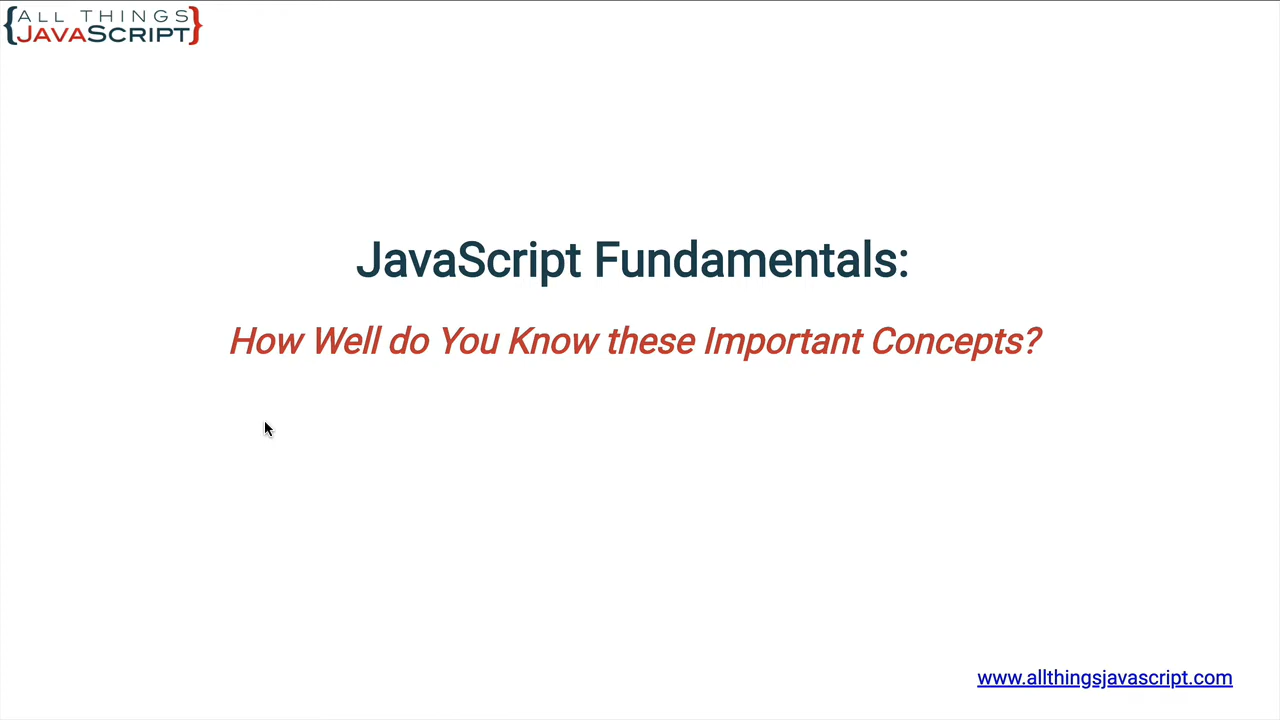 {ALL THINGS
JAVASCRIPT}
JavaScript Fundamentals:
How Well do You Know these Important Concepts?
www.allthingsjavascript.com